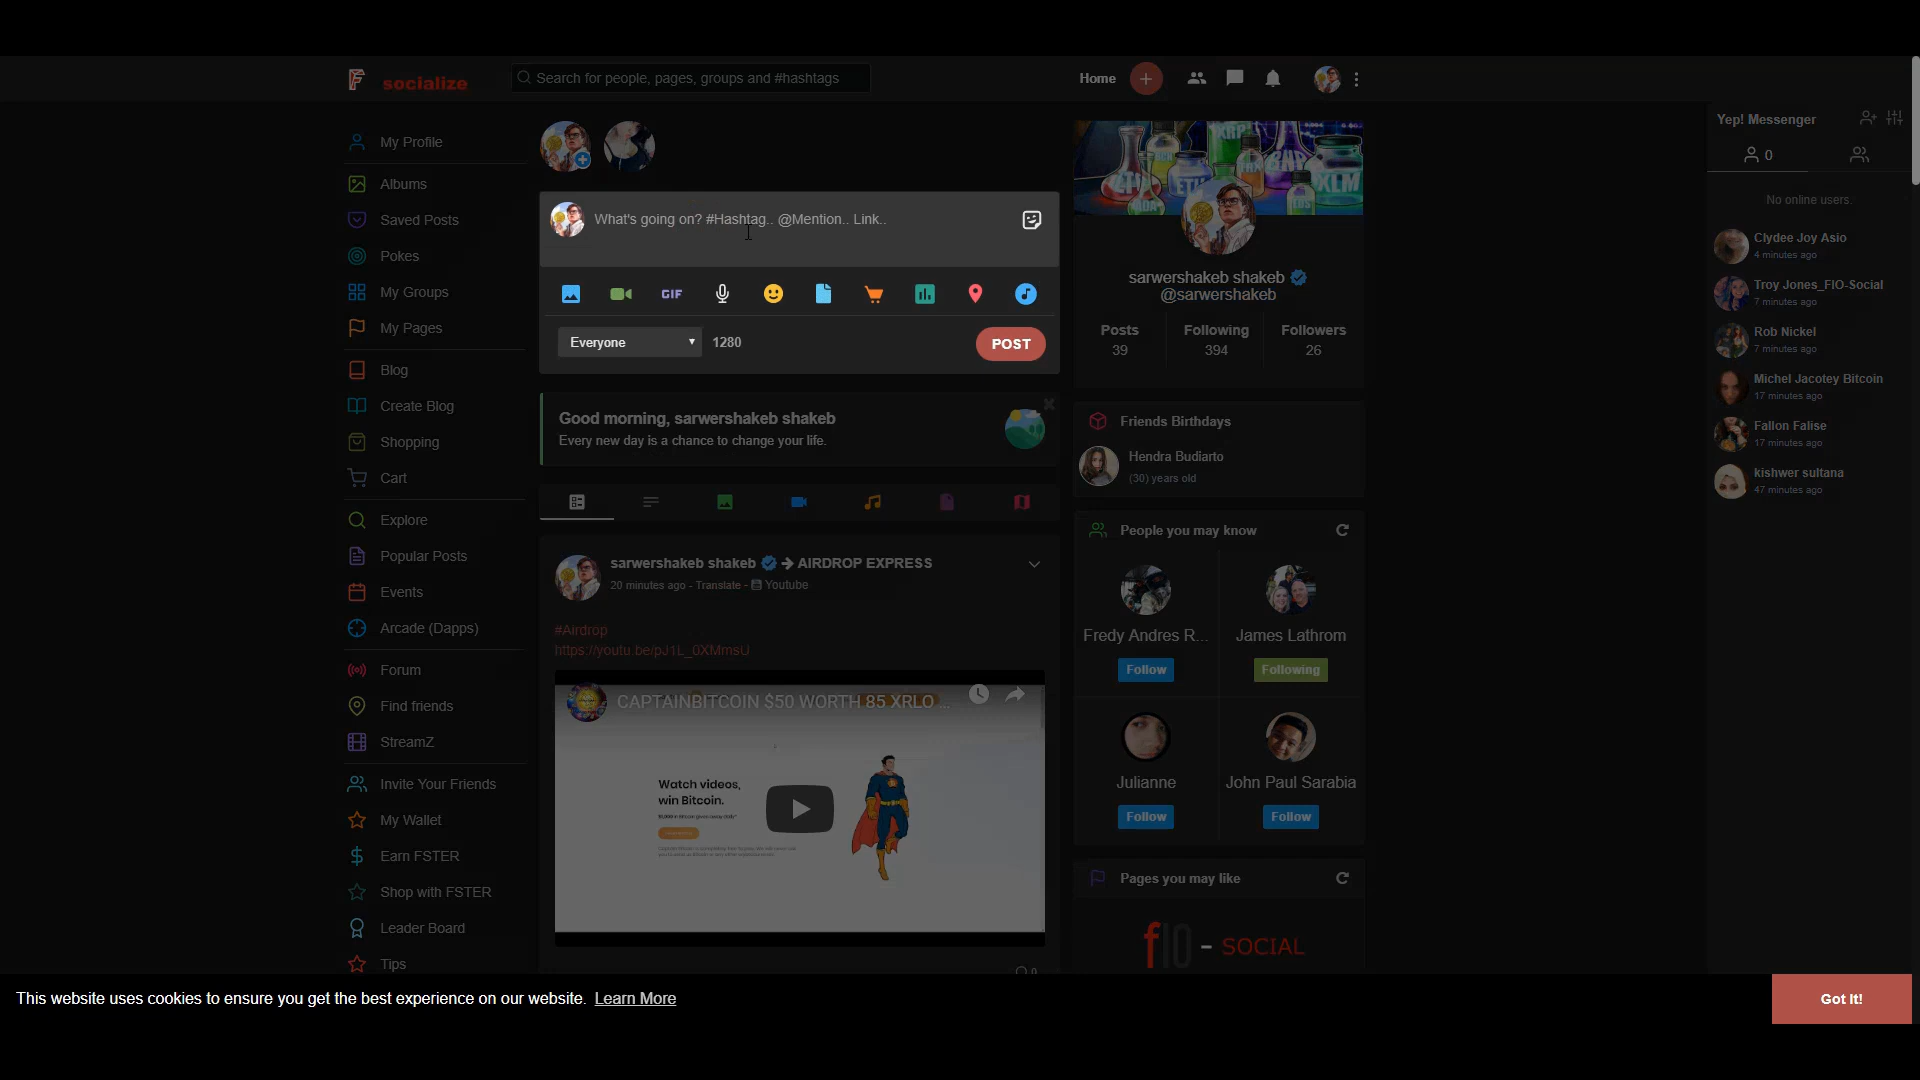 socialize
Search for people, pages, groups and #hashtags
Home
My Profile
Albums
Saved Posts
Pokes
My Groups
My Pages
Blog
Create Blog
Shopping
Cart
Explore
Popular Posts
Events
Arcade (Dapps)
Forum
Find friends
StreamZ
Invite Your Friends
My Wallet
Earn FSTER
Shop with FSTER
Leader Board
Tips
What's going on? #Hashtag.. @Mention.. Link..
GIF
Everyone
1280
POST
Good morning, sarwershakeb shakeb
Every new day is a chance to change your life.
sarwershakeb shakeb → AIRDROP EXPRESS
20 minutes ago - Translate - Youtube
#Airdrop
https://youtu.be/pJ1L_0XMmsU
CAPTAINBITCOIN $50 WORTH 85 XRLO ...
Watch videos,
win Bitcoin.
XRP
ETH
BNB
XLM
ADA
sarwershakeb shakeb
@sarwershakeb
Posts
Following
Followers
39
394
26
Friends Birthdays
Hendra Budiarto
(30) years old
People you may know
Fredy Andres R...
James Lathrom
Follow
Following
Julianne
John Paul Sarabia
Follow
Follow
Pages you may like
fIO - SOCIAL
Yep! Messenger
0
No online users.
Clydee Joy Asio
4 minutes ago
Troy Jones_FIO-Social
7 minutes ago
Rob Nickel
7 minutes ago
Michel Jacotey Bitcoin
17 minutes ago
Fallon Falise
17 minutes ago
kishwer sultana
47 minutes ago
This website uses cookies to ensure you get the best experience on our website. Learn More
Got It!